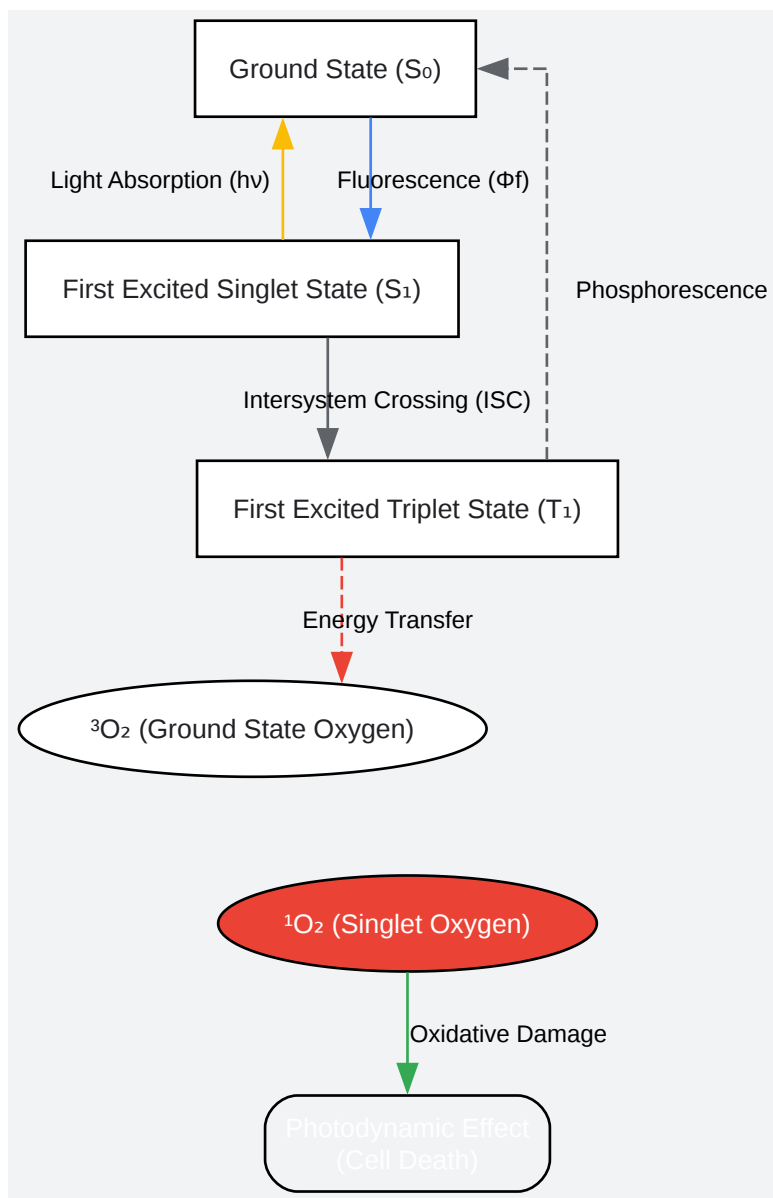 Ground State (S₀)
Light Absorption (hν)
Fluorescence (Φf)
First Excited Singlet State (S₁)
Phosphorescence
Intersystem Crossing (ISC)
First Excited Triplet State (T₁)
Energy Transfer
³O₂ (Ground State Oxygen)
¹O₂ (Singlet Oxygen)
Oxidative Damage
Photodynamic Effect
(Cell Death)